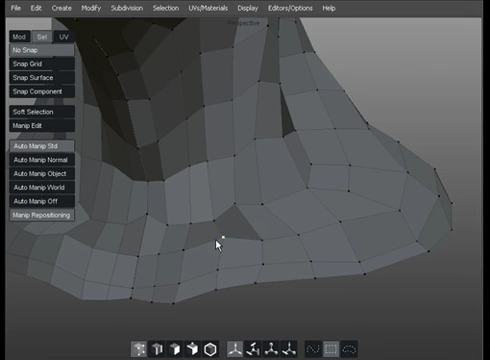 File Edit Create Modify Subdivision Selection UVs/Materials Display Editors/Options Help
Perspective
Mod Sel UV
No Snap
Snap Grid
Snap Surface
Snap Component
Soft Selection
Manip Edit
Auto Manip Std
Auto Manip Normal
Auto Manip Object
Auto Manip World
Auto Manip Off
Manip Repositioning